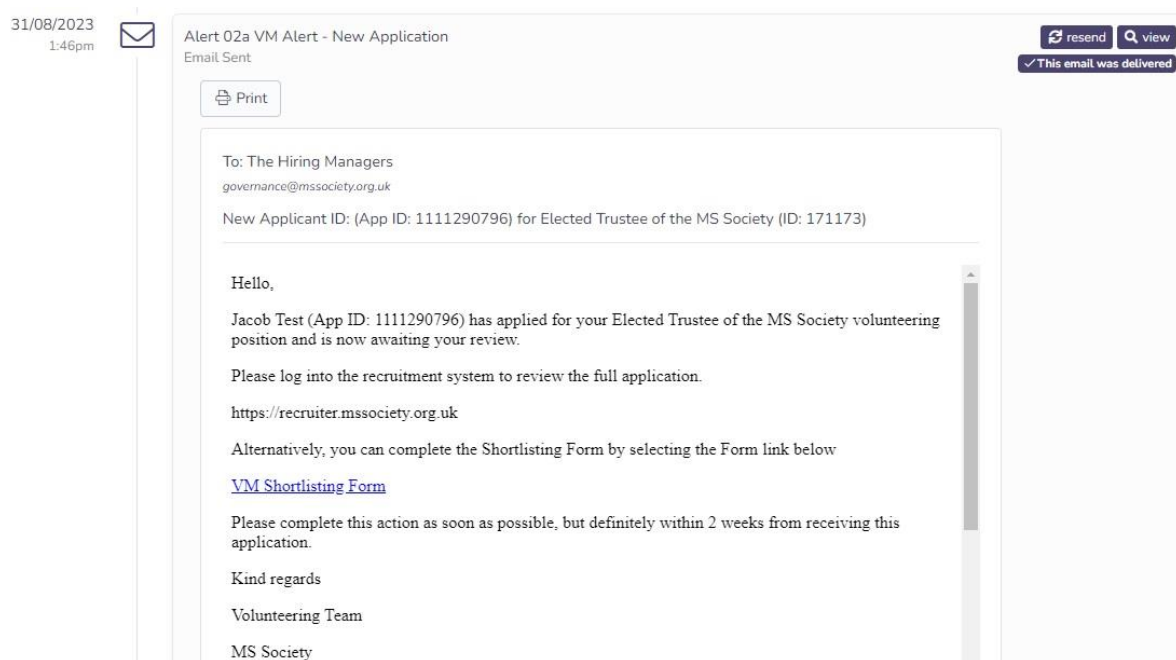 31/08/2023
1:46pm
Alert 02a VM Alert - New Application
Email Sent
resend
view
This email was delivered
Print
To: The Hiring Managers
governance@mssociety.org.uk
New Applicant ID: (App ID: 1111290796) for Elected Trustee of the MS Society (ID: 171173)
Hello,
Jacob Test (App ID: 1111290796) has applied for your Elected Trustee of the MS Society volunteering
position and is now awaiting your review.
Please log into the recruitment system to review the full application.
https://recruiter.mssociety.org.uk
Alternatively, you can complete the Shortlisting Form by selecting the Form link below
VM Shortlisting Form
Please complete this action as soon as possible, but definitely within 2 weeks from receiving this
application.
Kind regards
Volunteering Team
MS Society